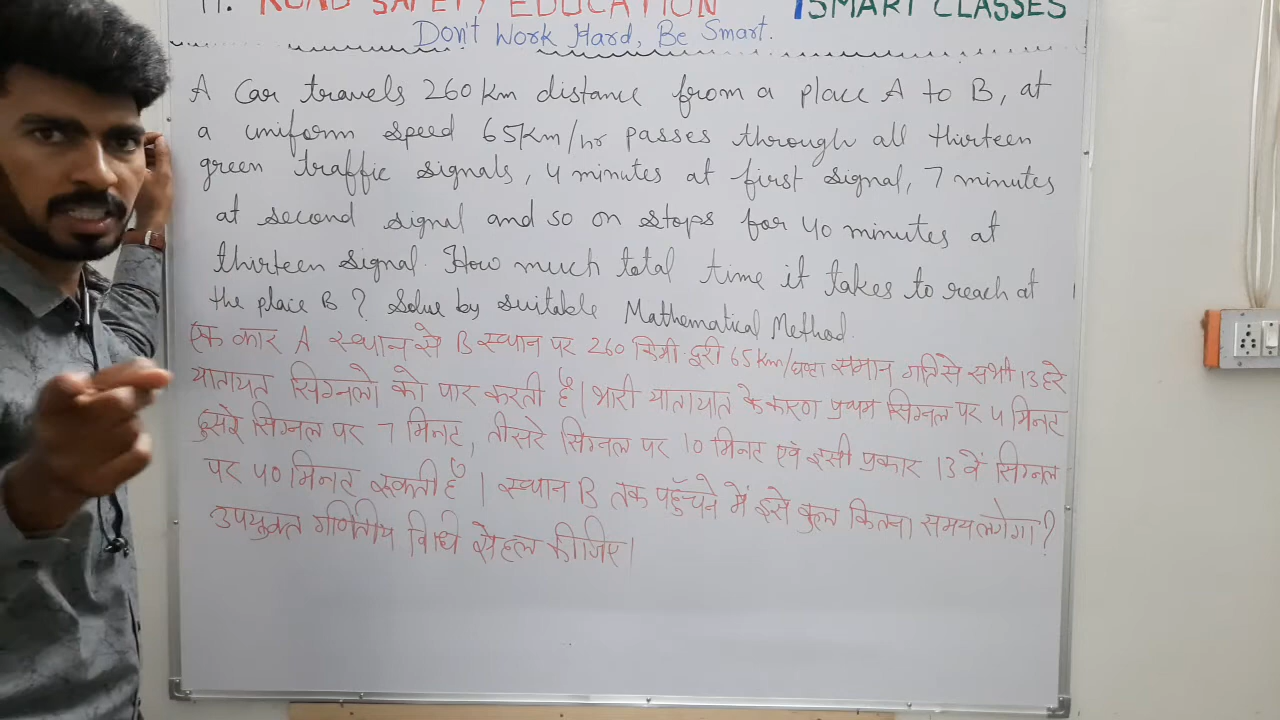 11. ROAD SAFETY EDUCATION
SMART CLASSES
Don't Work Hard, Be Smart.
A Car travels 260 km distance from a place A to B, at
a uniform speed 65km/hr passes through all thirteen
green traffic signals, 4 minutes at first signal, 7 minutes
at second signal and so on stops for 40 minutes at
thirteen signal. How much total time it takes to reach at
the place B? Solve by suitable Mathematical Method.
एक कार A स्थान से B स्थान पर 260 किमी दूरी 65 Km/घण्टा समान गति से सभी 13 हरे
यातायत सिग्नलो को पार करती है। भारी यातायात के कारण प्रथम सिग्नल पर 4 मिनट
दुसरे सिग्नल पर 7 मिनट, तीसरे सिग्नल पर 10 मिनट एवं इसी प्रकार 13 वें सिग्नल
पर 40 मिनट रुकती है। स्थान B तक पहुँचने में इसे कुल कितना समय लगेगा?
उपयुक्त गणितीय विधि से हल कीजिए।